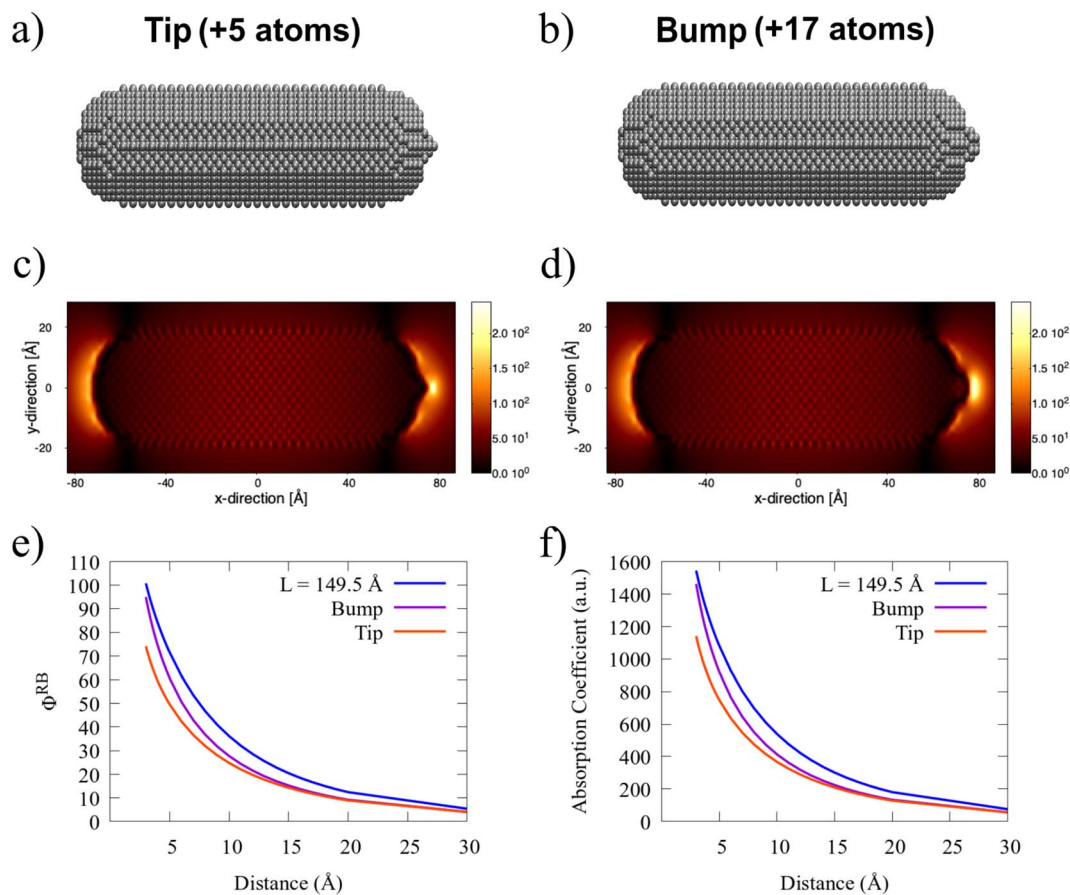 a) Tip (+5 atoms)
b) Bump (+17 atoms)
c)
y-direction [Å]
20
0
-20
-80 -40 0 40 80
x-direction [Å]
2.0 10²
1.5 10²
1.0 10²
5.0 10¹
0.0 10⁰
d)
y-direction [Å]
20
0
-20
-80 -40 0 40 80
x-direction [Å]
2.0 10²
1.5 10²
1.0 10²
5.0 10¹
0.0 10⁰
e)
Φᴿᴮ
110
100
90
80
70
60
50
40
30
20
10
0
L = 149.5 Å
Bump
Tip
5 10 15 20 25 30
Distance (Å)
f)
Absorption Coefficient (a.u.)
1600
1400
1200
1000
800
600
400
200
0
L = 149.5 Å
Bump
Tip
5 10 15 20 25 30
Distance (Å)